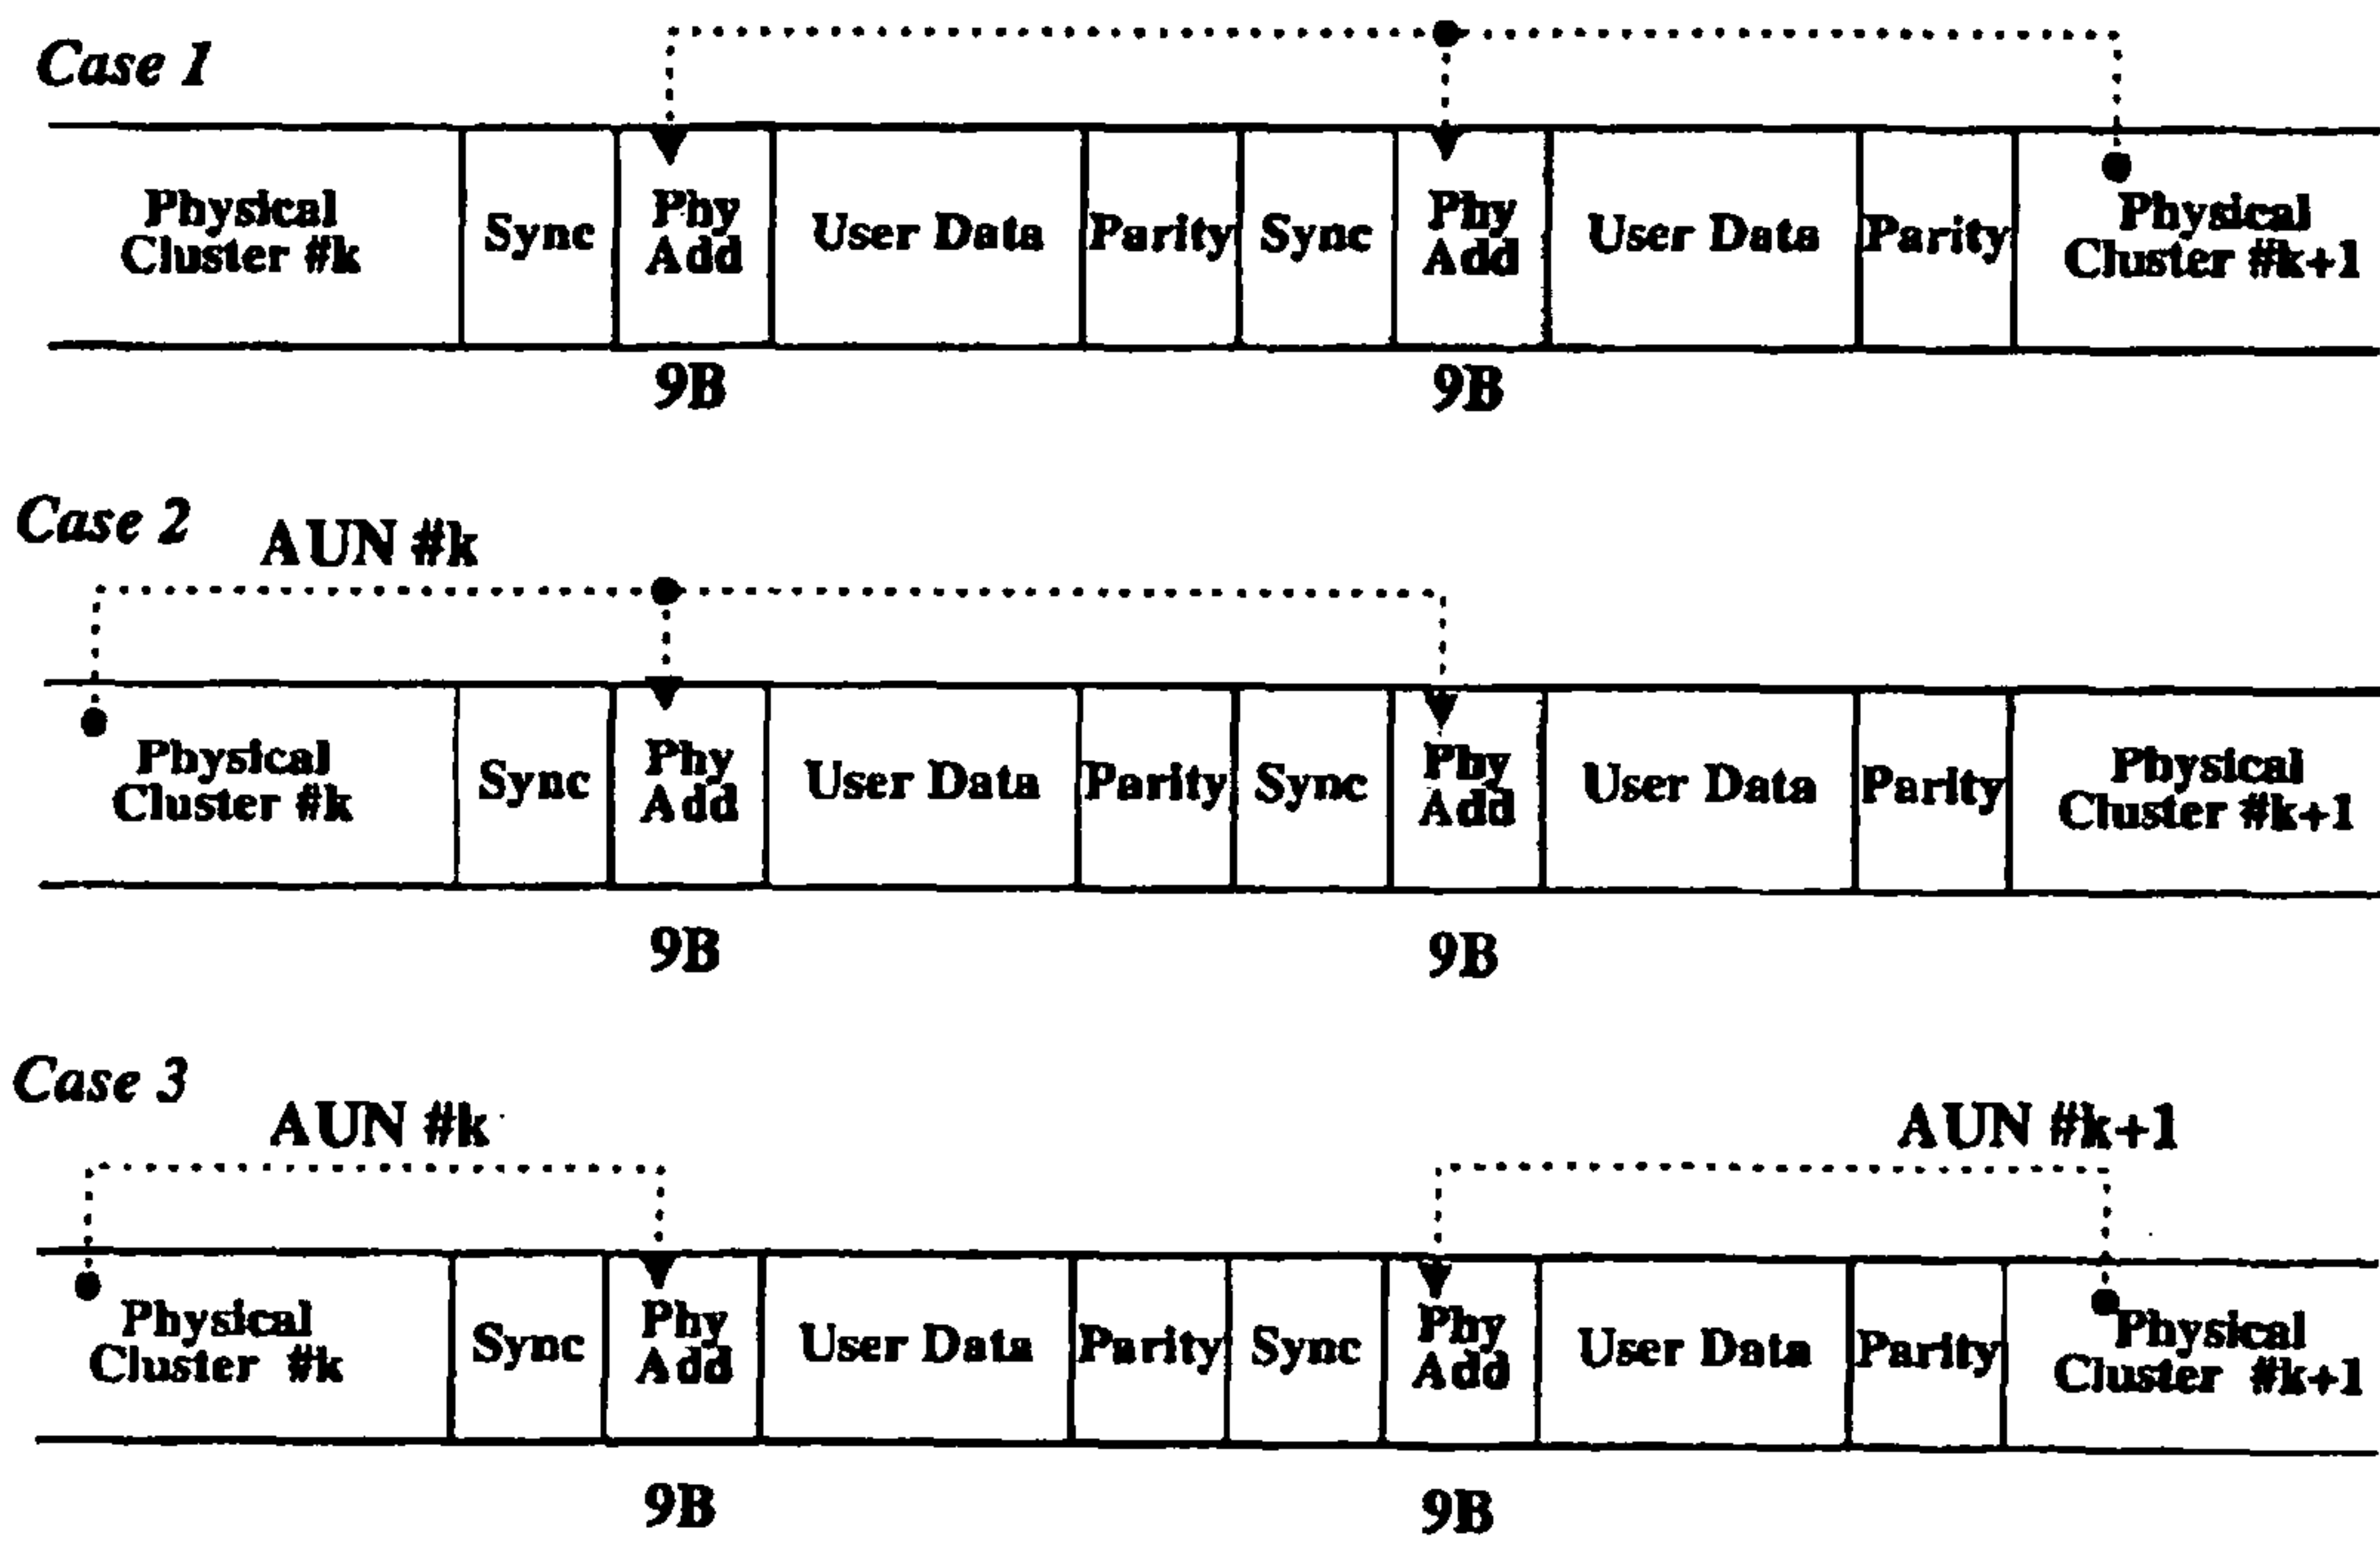 Case 1
Physical
Cluster #k
Sync
Phy
Add
User Data
Parity
Sync
Phy
Add
User Data
Parity
Physical
Cluster #k+1
9B
9B
Case 2
AUN #k
Physical
Cluster #k
Sync
Phy
Add
User Data
Parity
Sync
Phy
Add
User Data
Parity
Physical
Cluster #k+1
9B
9B
Case 3
AUN #k
AUN #k+1
Physical
Cluster #k
Sync
Phy
Add
User Data
Parity
Sync
Phy
Add
User Data
Parity
Physical
Cluster #k+1
9B
9B